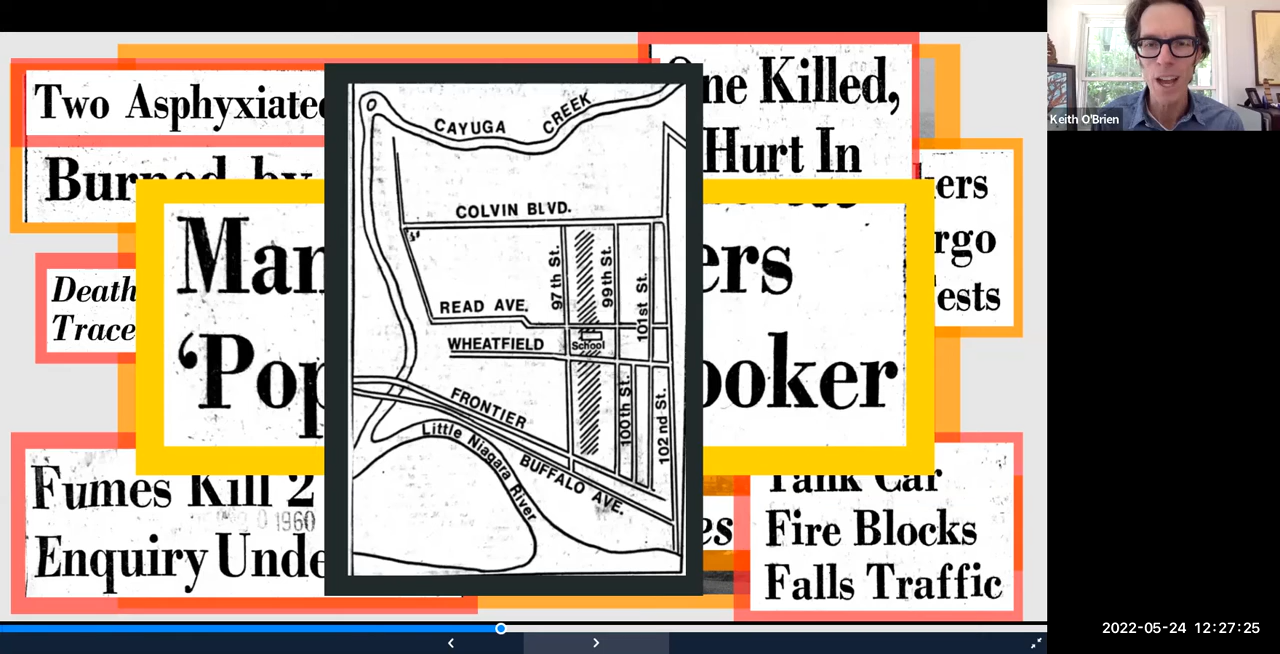 Two Asphyxiated
Burned by
Death
Trace
Man
'Pop
Fumes Kill 2
1960
Enquiry Unde
CAYUGA CREEK
COLVIN BLVD.
97th St.
99th St.
101st St.
READ AVE.
WHEATFIELD
School
FRONTIER
100th St.
102nd St.
Little Niagara River
BUFFALO AVE.
One Killed,
Hurt In
ers
ooker
kers
rgo
ests
es
Tank Car
Fire Blocks
Falls Traffic
Keith O'Brien
2022-05-24 12:27:25